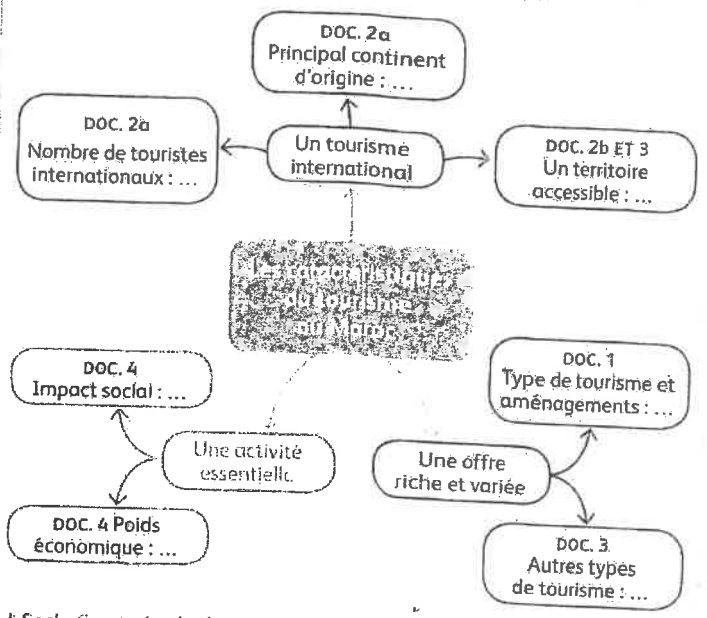 DOC. 2a
Principal continent
d'origine : ...
DOC. 2a
Nombre de touristes
internationaux : ...
Un tourisme
international
DOC. 2b ET 3
Un territoire
accessible : ...
Les caractéristiques
du tourisme
au Maroc
DOC. 4
Impact social : ...
Une activité
essentielle.
DOC. 4 Poids
économique : ...
DOC. 1
Type de tourisme et
aménagements : ...
Une offre
riche et variée
DOC. 3
Autres types
de tourisme : ...